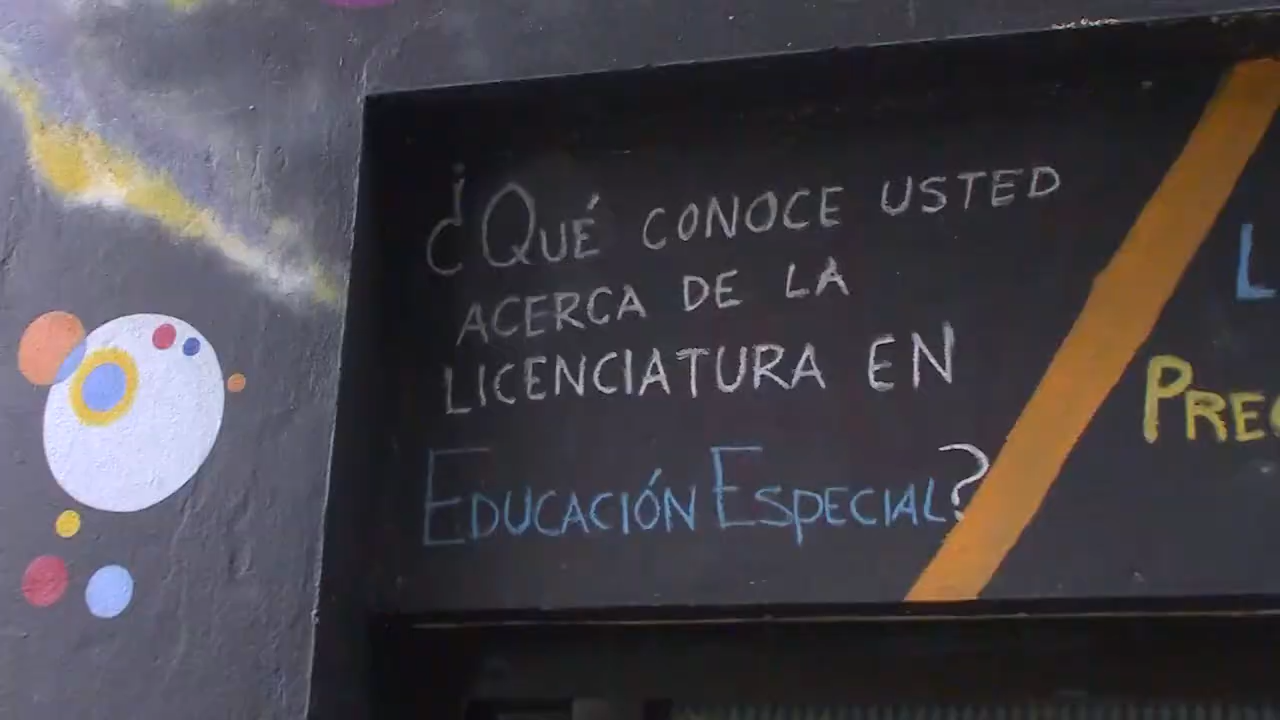 ¿Qué conoce usted
acerca de la
licenciatura en
Educación Especial?